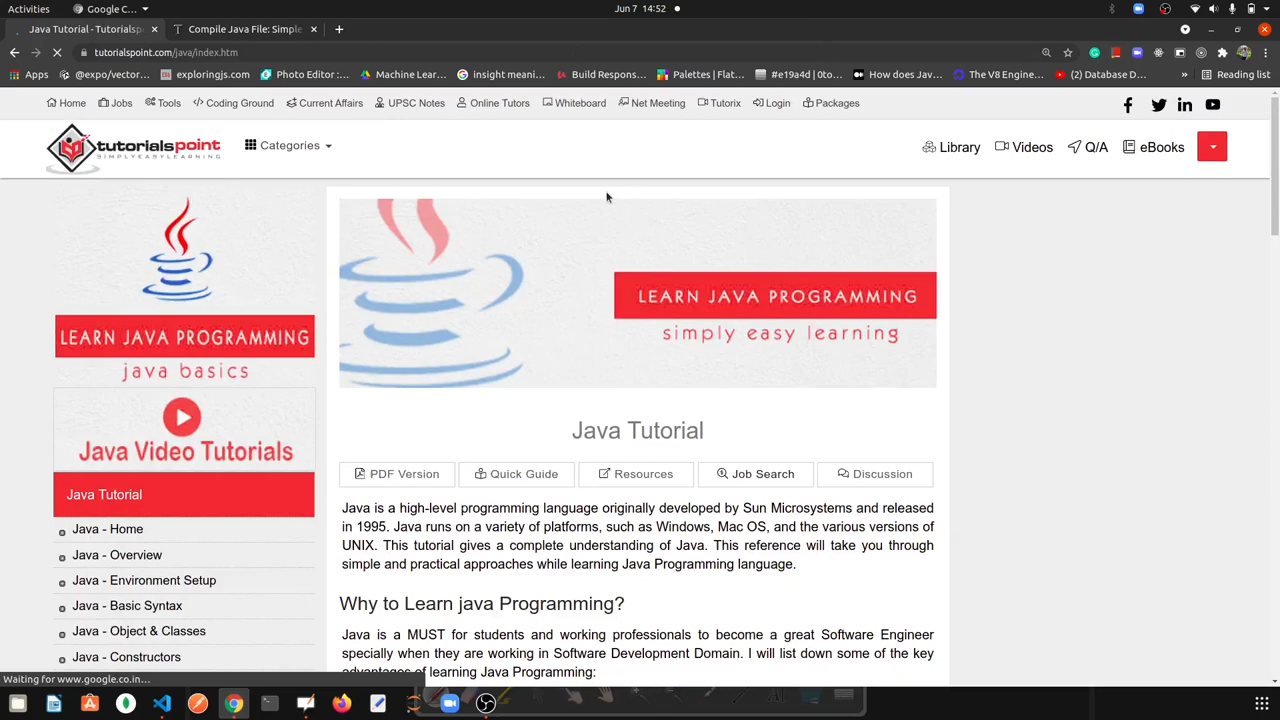 Activities
Google C...
Jun 7 14:52
Java Tutorial - Tutorialsp
Compile Java File: Simple
tutorialspoint.com/java/index.htm
Apps
@expo/vector...
exploringjs.com
Photo Editor :...
Machine Lear...
insight meani...
Build Respons...
Palettes | Flat...
#e19a4d | 0to...
How does Jav...
The V8 Engine...
(2) Database D...
»
Reading list
Home
Jobs
Tools
Coding Ground
Current Affairs
UPSC Notes
Online Tutors
Whiteboard
Net Meeting
Tutorix
Login
Packages
tutorialspoint
SIMPLYEASYLEARNING
Categories
Library
Videos
Q/A
eBooks
LEARN JAVA PROGRAMMING
simply easy learning
LEARN JAVA PROGRAMMING
java basics
Java Video Tutorials
Java Tutorial
Java - Home
Java - Overview
Java - Environment Setup
Java - Basic Syntax
Java - Object & Classes
Java - Constructors
Java Tutorial
PDF Version
Quick Guide
Resources
Job Search
Discussion
Java is a high-level programming language originally developed by Sun Microsystems and released
in 1995. Java runs on a variety of platforms, such as Windows, Mac OS, and the various versions of
UNIX. This tutorial gives a complete understanding of Java. This reference will take you through
simple and practical approaches while learning Java Programming language.
Why to Learn java Programming?
Java is a MUST for students and working professionals to become a great Software Engineer
specially when they are working in Software Development Domain. I will list down some of the key
advantages of learning Java Programming:
Waiting for www.google.co.in...